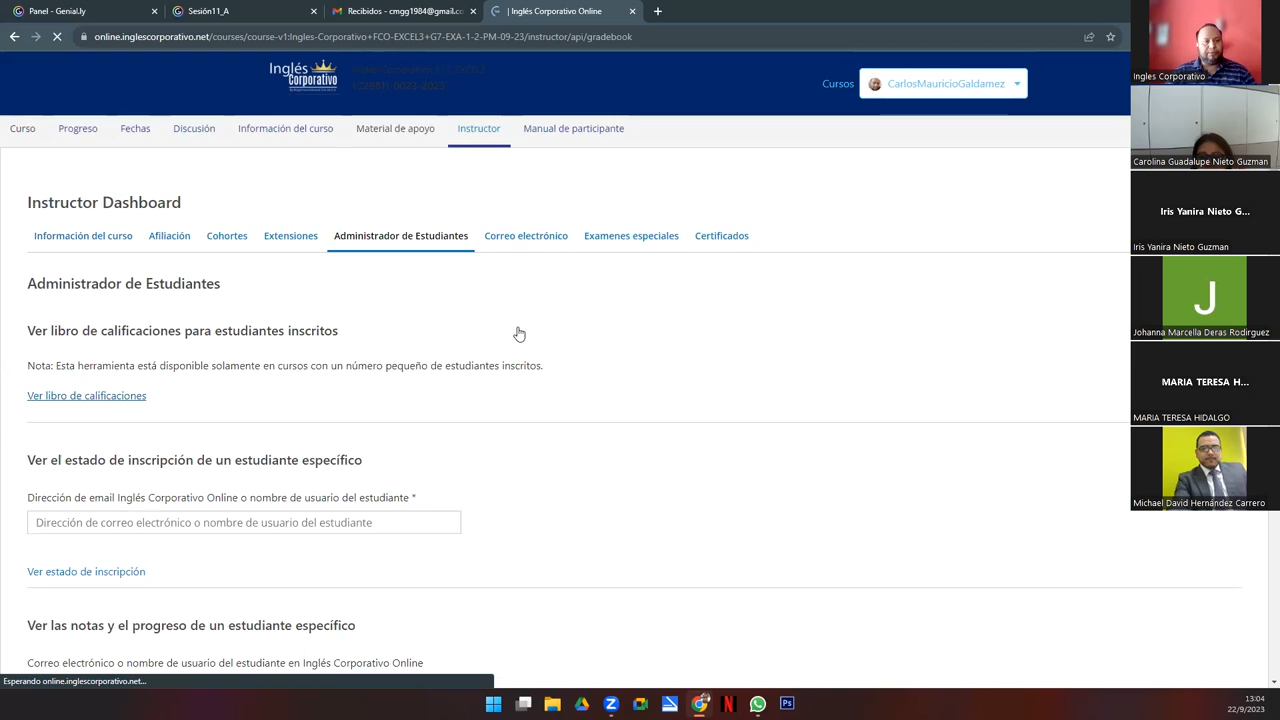 Panel - Genial.ly
Sesión11_A
Recibidos - cmgg1984@gmail.co
| Inglés Corporativo Online
online.inglescorporativo.net/courses/course-v1:Ingles-Corporativo+FCO-EXCEL3+G7-EXA-1-2-PM-09-23/instructor/api/gradebook
Inglés
Corporativo
Cursos
CarlosMauricioGaldamez
Curso
Progreso
Fechas
Discusión
Información del curso
Material de apoyo
Instructor
Manual de participante
Instructor Dashboard
Información del curso
Afiliación
Cohortes
Extensiones
Administrador de Estudiantes
Correo electrónico
Examenes especiales
Certificados
Administrador de Estudiantes
Ver libro de calificaciones para estudiantes inscritos
Nota: Esta herramienta está disponible solamente en cursos con un número pequeño de estudiantes inscritos.
Ver libro de calificaciones
Ver el estado de inscripción de un estudiante específico
Dirección de email Inglés Corporativo Online o nombre de usuario del estudiante *
Dirección de correo electrónico o nombre de usuario del estudiante
Ver estado de inscripción
Ver las notas y el progreso de un estudiante específico
Correo electrónico o nombre de usuario del estudiante en Inglés Corporativo Online
Esperando online.inglescorporativo.net...
Ingles Corporativo
Carolina Guadalupe Nieto Guzman
Iris Yanira Nieto G...
Iris Yanira Nieto Guzman
J
Johanna Marcella Deras Rodirguez
MARIA TERESA H...
MARIA TERESA HIDALGO
Michael David Hernández Carrero
13:04
22/9/2023